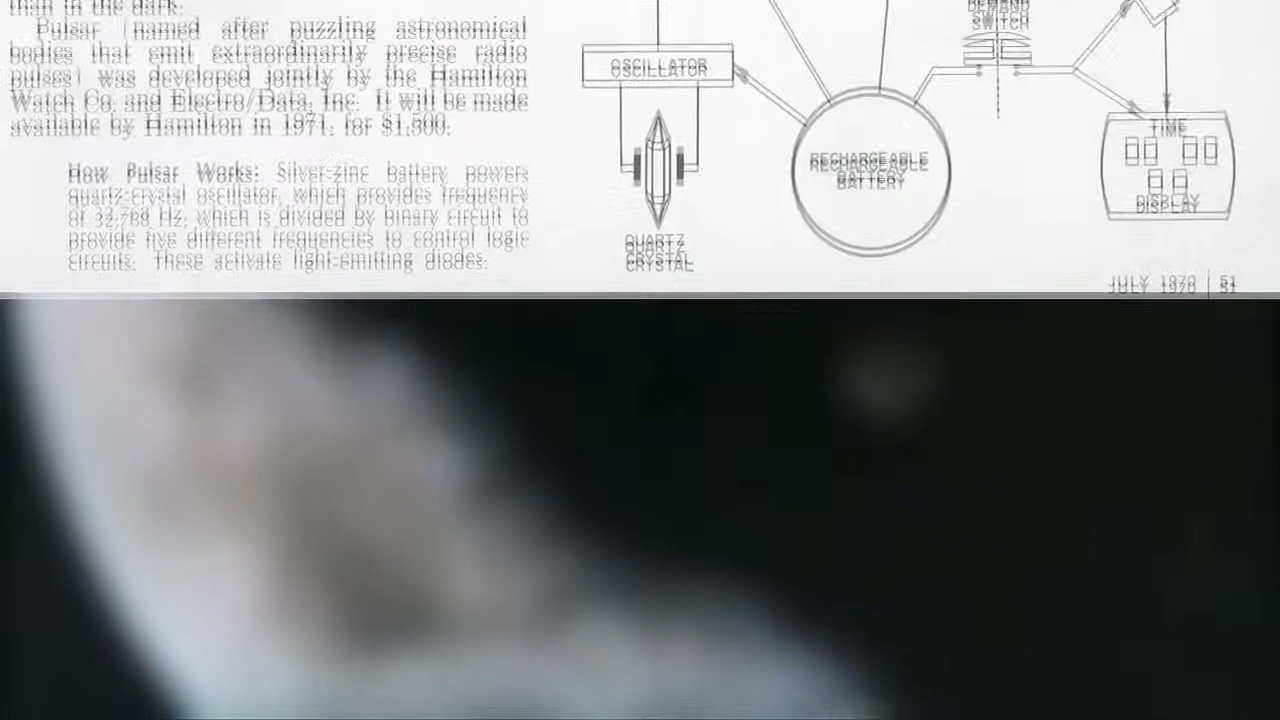 than in the dark.
Pulsar (named after puzzling astronomical
bodies that emit extraordinarily precise radio
pulses) was developed jointly by the Hamilton
Watch Co. and Electro/Data, Inc. It will be made
available by Hamilton in 1971, for $1,500.
How Pulsar Works: Silver-zinc battery powers
quartz-crystal oscillator, which provides frequency
of 32,768 Hz, which is divided by binary circuit to
provide five different frequencies to control logic
circuits. These activate light-emitting diodes.
OSCILLATOR
QUARTZ
CRYSTAL
RECHARGEABLE
BATTERY
DEMAND
SWITCH
TIME
DISPLAY
JULY 1970 | 51